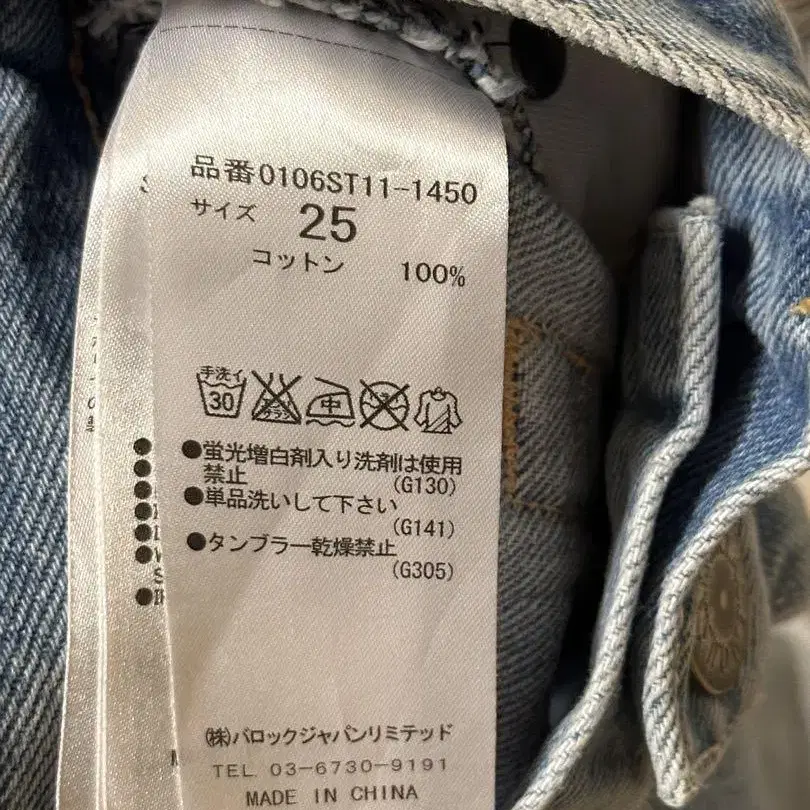 品番0106ST11-1450
サイズ 25
コットン 100%
手洗イ
30
中
●蛍光増白剤入り洗剤は使用
禁止 (G130)
●単品洗いして下さい
(G141)
●タンブラー乾燥禁止
(G305)
(株)バロックジャパンリミテッド
TEL 03-6730-9191
MADE IN CHINA